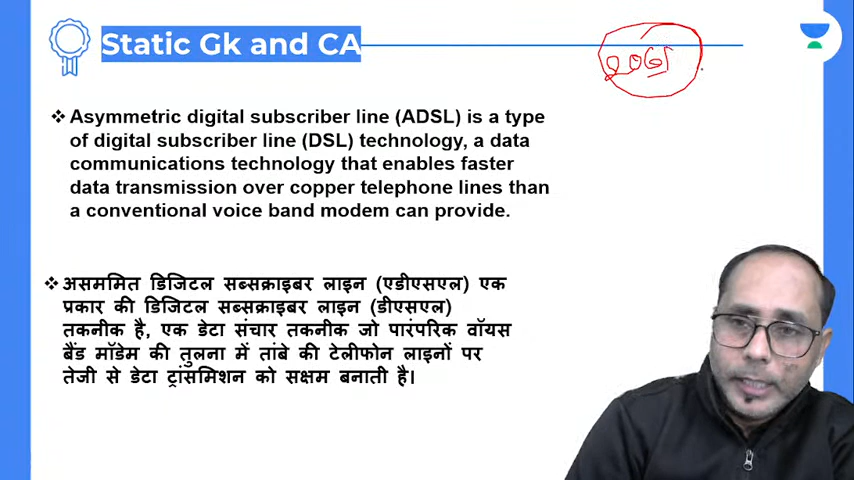 Static Gk and CA
❖ Asymmetric digital subscriber line (ADSL) is a type
of digital subscriber line (DSL) technology, a data
communications technology that enables faster
data transmission over copper telephone lines than
a conventional voice band modem can provide.
❖ असममित डिजिटल सब्सक्राइबर लाइन (एडीएसएल) एक
प्रकार की डिजिटल सब्सक्राइबर लाइन (डीएसएल)
तकनीक है, एक डेटा संचार तकनीक जो पारंपरिक वॉयस
बैंड मॉडेम की तुलना में तांबे की टेलीफोन लाइनों पर
तेजी से डेटा ट्रांसमिशन को सक्षम बनाती है।